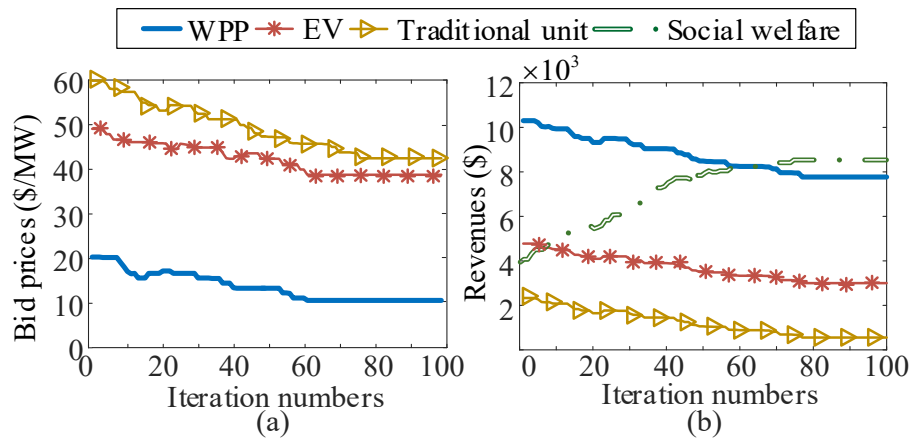 WPP EV Traditional unit Social welfare
60
50
40
30
20
10
0
Bid prices ($/MW)
0 20 40 60 80 100
Iteration numbers
(a)
×10³
12
10
8
6
4
2
Revenues ($)
0 20 40 60 80 100
Iteration numbers
(b)